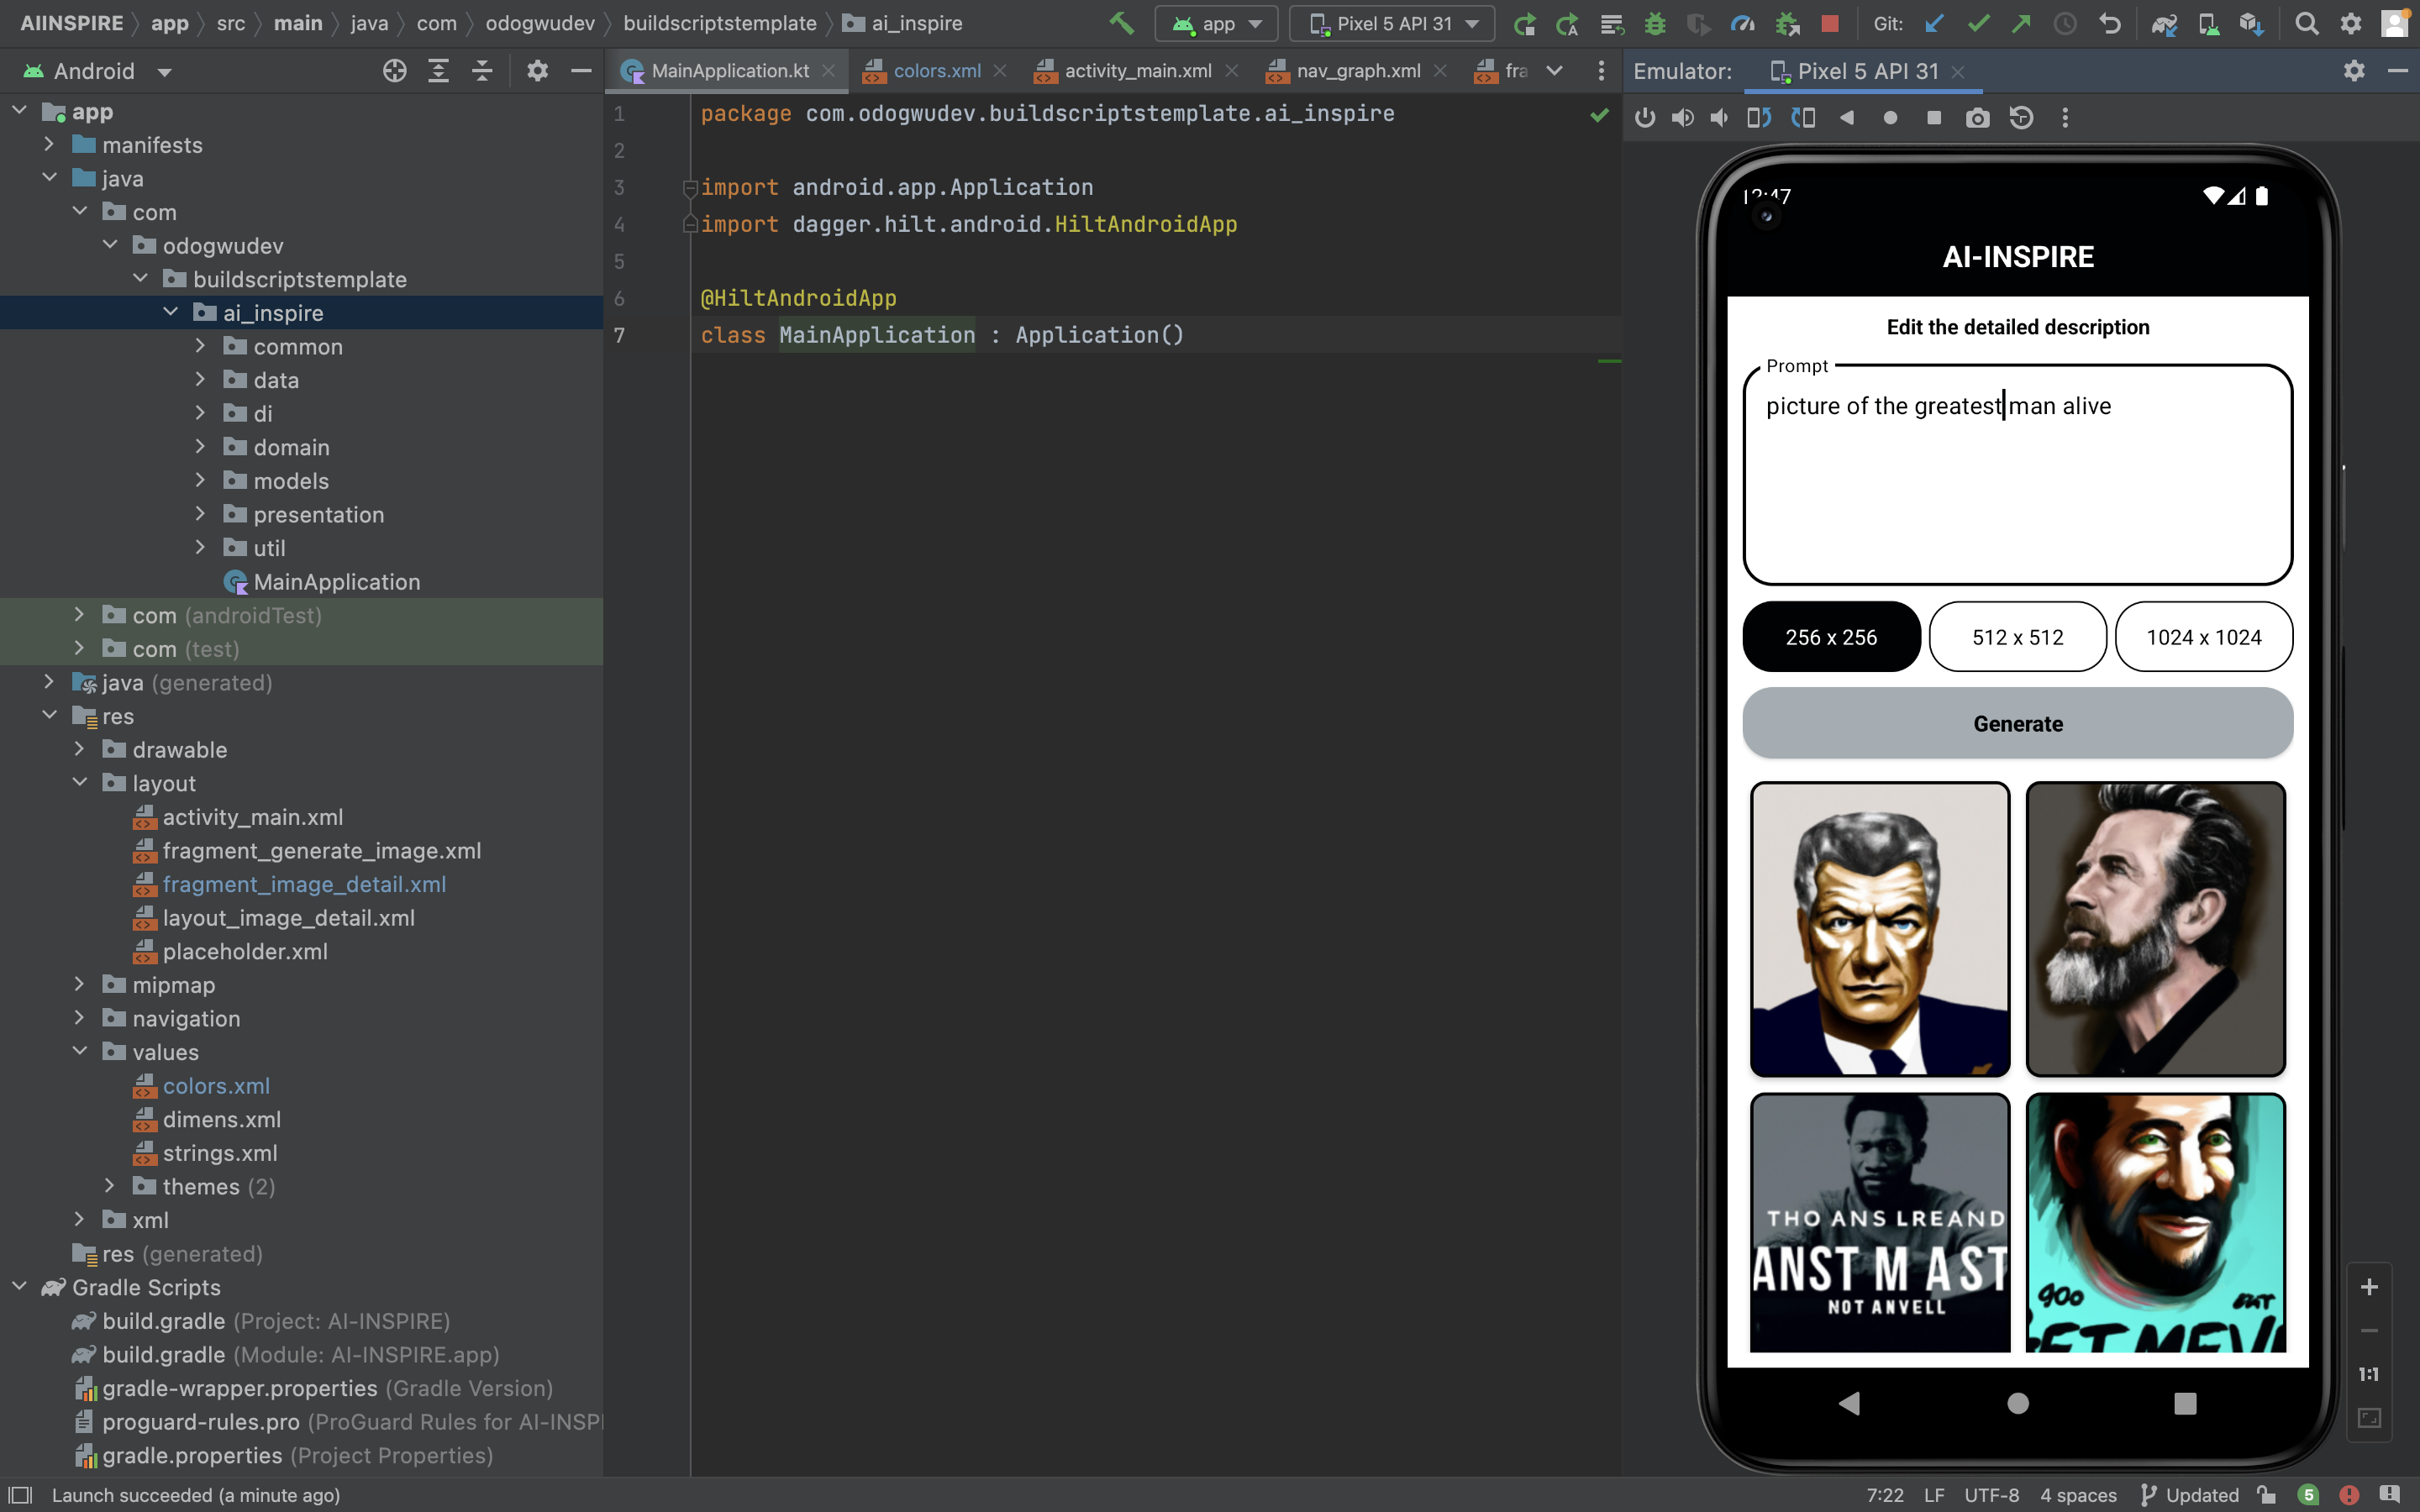 AIINSPIRE app src main java com odogwudev buildscriptstemplate ai_inspire
app Pixel 5 API 31 Git:
Android
MainApplication.kt colors.xml activity_main.xml nav_graph.xml fra
Emulator: Pixel 5 API 31
app
manifests
java
com
odogwudev
buildscriptstemplate
ai_inspire
common
data
di
domain
models
presentation
util
MainApplication
com (androidTest)
com (test)
java (generated)
res
drawable
layout
activity_main.xml
fragment_generate_image.xml
fragment_image_detail.xml
layout_image_detail.xml
placeholder.xml
mipmap
navigation
values
colors.xml
dimens.xml
strings.xml
themes (2)
xml
res (generated)
Gradle Scripts
build.gradle (Project: AI-INSPIRE)
build.gradle (Module: AI-INSPIRE.app)
gradle-wrapper.properties (Gradle Version)
proguard-rules.pro (ProGuard Rules for AI-INSPI
gradle.properties (Project Properties)
1 package com.odogwudev.buildscriptstemplate.ai_inspire
2
3 import android.app.Application
4 import dagger.hilt.android.HiltAndroidApp
5
6 @HiltAndroidApp
7 class MainApplication : Application()
12:47
AI-INSPIRE
Edit the detailed description
Prompt
picture of the greatest man alive
256 x 256 512 x 512 1024 x 1024
Generate
THO ANS LREAND
ANST M AST
NOT ANVELL
900
1:1
Launch succeeded (a minute ago)
7:22 LF UTF-8 4 spaces Updated 5